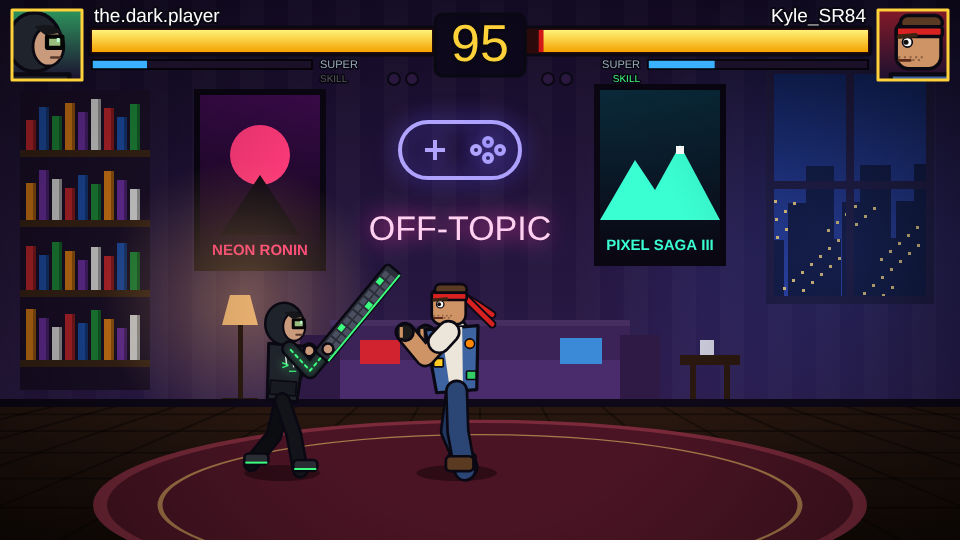 the.dark.player
95
Kyle_SR84
SUPER
SKILL
SUPER
SKILL
OFF-TOPIC
NEON RONIN
PIXEL SAGA III